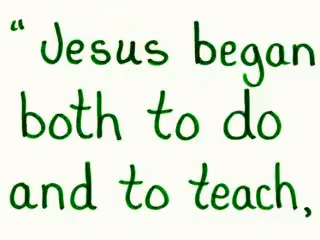 “Jesus began
both to do
and to teach,